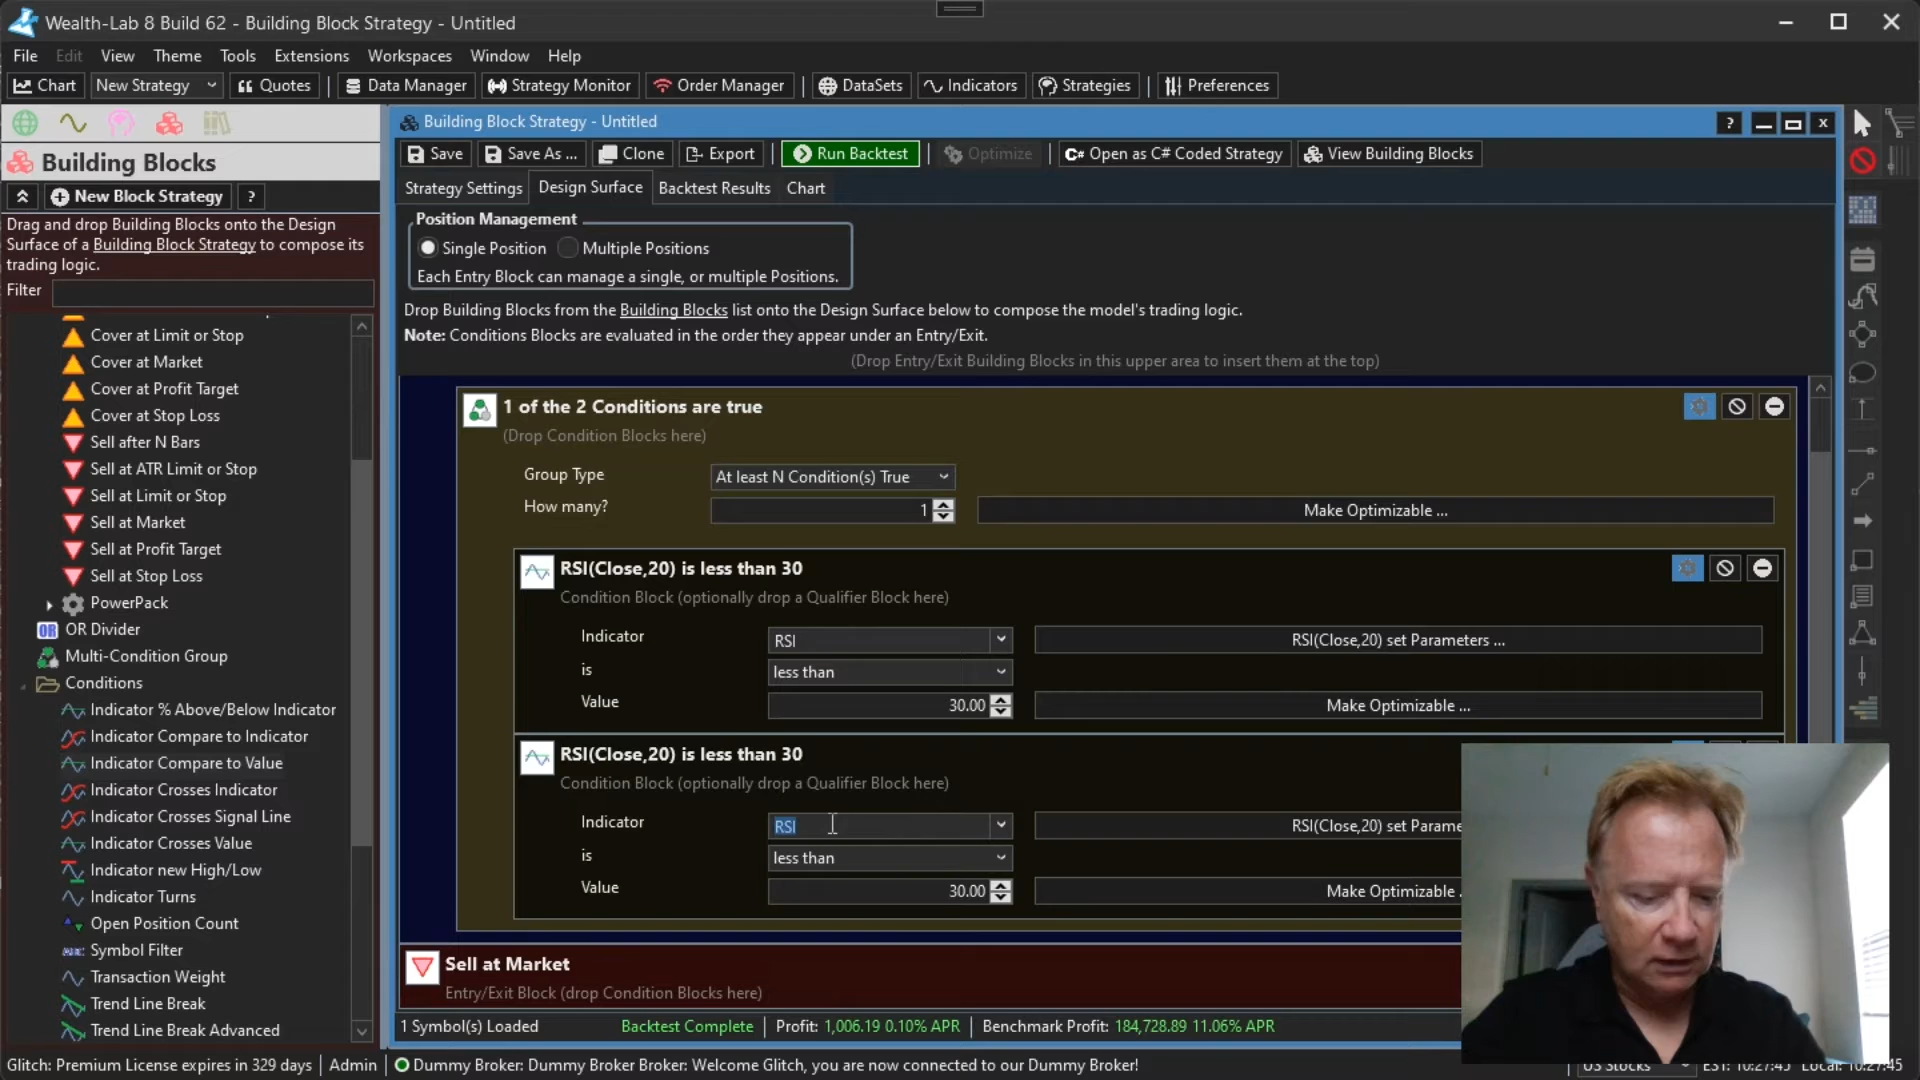 Wealth-Lab 8 Build 62 - Building Block Strategy - Untitled
File Edit View Theme Tools Extensions Workspaces Window Help
Chart New Strategy Quotes Data Manager Strategy Monitor Order Manager DataSets Indicators Strategies Preferences
Building Blocks
New Block Strategy ?
Drag and drop Building Blocks onto the Design
Surface of a Building Block Strategy to compose its
trading logic.
Filter
Cover at Limit or Stop
Cover at Market
Cover at Profit Target
Cover at Stop Loss
Sell after N Bars
Sell at ATR Limit or Stop
Sell at Limit or Stop
Sell at Market
Sell at Profit Target
Sell at Stop Loss
PowerPack
OR OR Divider
Multi-Condition Group
Conditions
Indicator % Above/Below Indicator
Indicator Compare to Indicator
Indicator Compare to Value
Indicator Crosses Indicator
Indicator Crosses Signal Line
Indicator Crosses Value
Indicator new High/Low
Indicator Turns
Open Position Count
Symbol Filter
Transaction Weight
Trend Line Break
Trend Line Break Advanced
Building Block Strategy - Untitled ?
Save Save As ... Clone Export Run Backtest Optimize C# Open as C# Coded Strategy View Building Blocks
Strategy Settings Design Surface Backtest Results Chart
Position Management
Single Position Multiple Positions
Each Entry Block can manage a single, or multiple Positions.
Drop Building Blocks from the Building Blocks list onto the Design Surface below to compose the model's trading logic.
Note: Conditions Blocks are evaluated in the order they appear under an Entry/Exit.
(Drop Entry/Exit Building Blocks in this upper area to insert them at the top)
1 of the 2 Conditions are true
(Drop Condition Blocks here)
Group Type At least N Condition(s) True
How many? 1 Make Optimizable ...
RSI(Close,20) is less than 30
Condition Block (optionally drop a Qualifier Block here)
Indicator RSI RSI(Close,20) set Parameters ...
is less than
Value 30.00 Make Optimizable ...
RSI(Close,20) is less than 30
Condition Block (optionally drop a Qualifier Block here)
Indicator RSI RSI(Close,20) set Parame
is less than
Value 30.00 Make Optimizable .
Sell at Market
Entry/Exit Block (drop Condition Blocks here)
1 Symbol(s) Loaded Backtest Complete | Profit: 1,006.19 0.10% APR | Benchmark Profit: 184,728.89 11.06% APR
Glitch: Premium License expires in 329 days | Admin | Dummy Broker: Dummy Broker Broker: Welcome Glitch, you are now connected to our Dummy Broker! US Stocks EST: 10:27:45 Local: 10:27:45